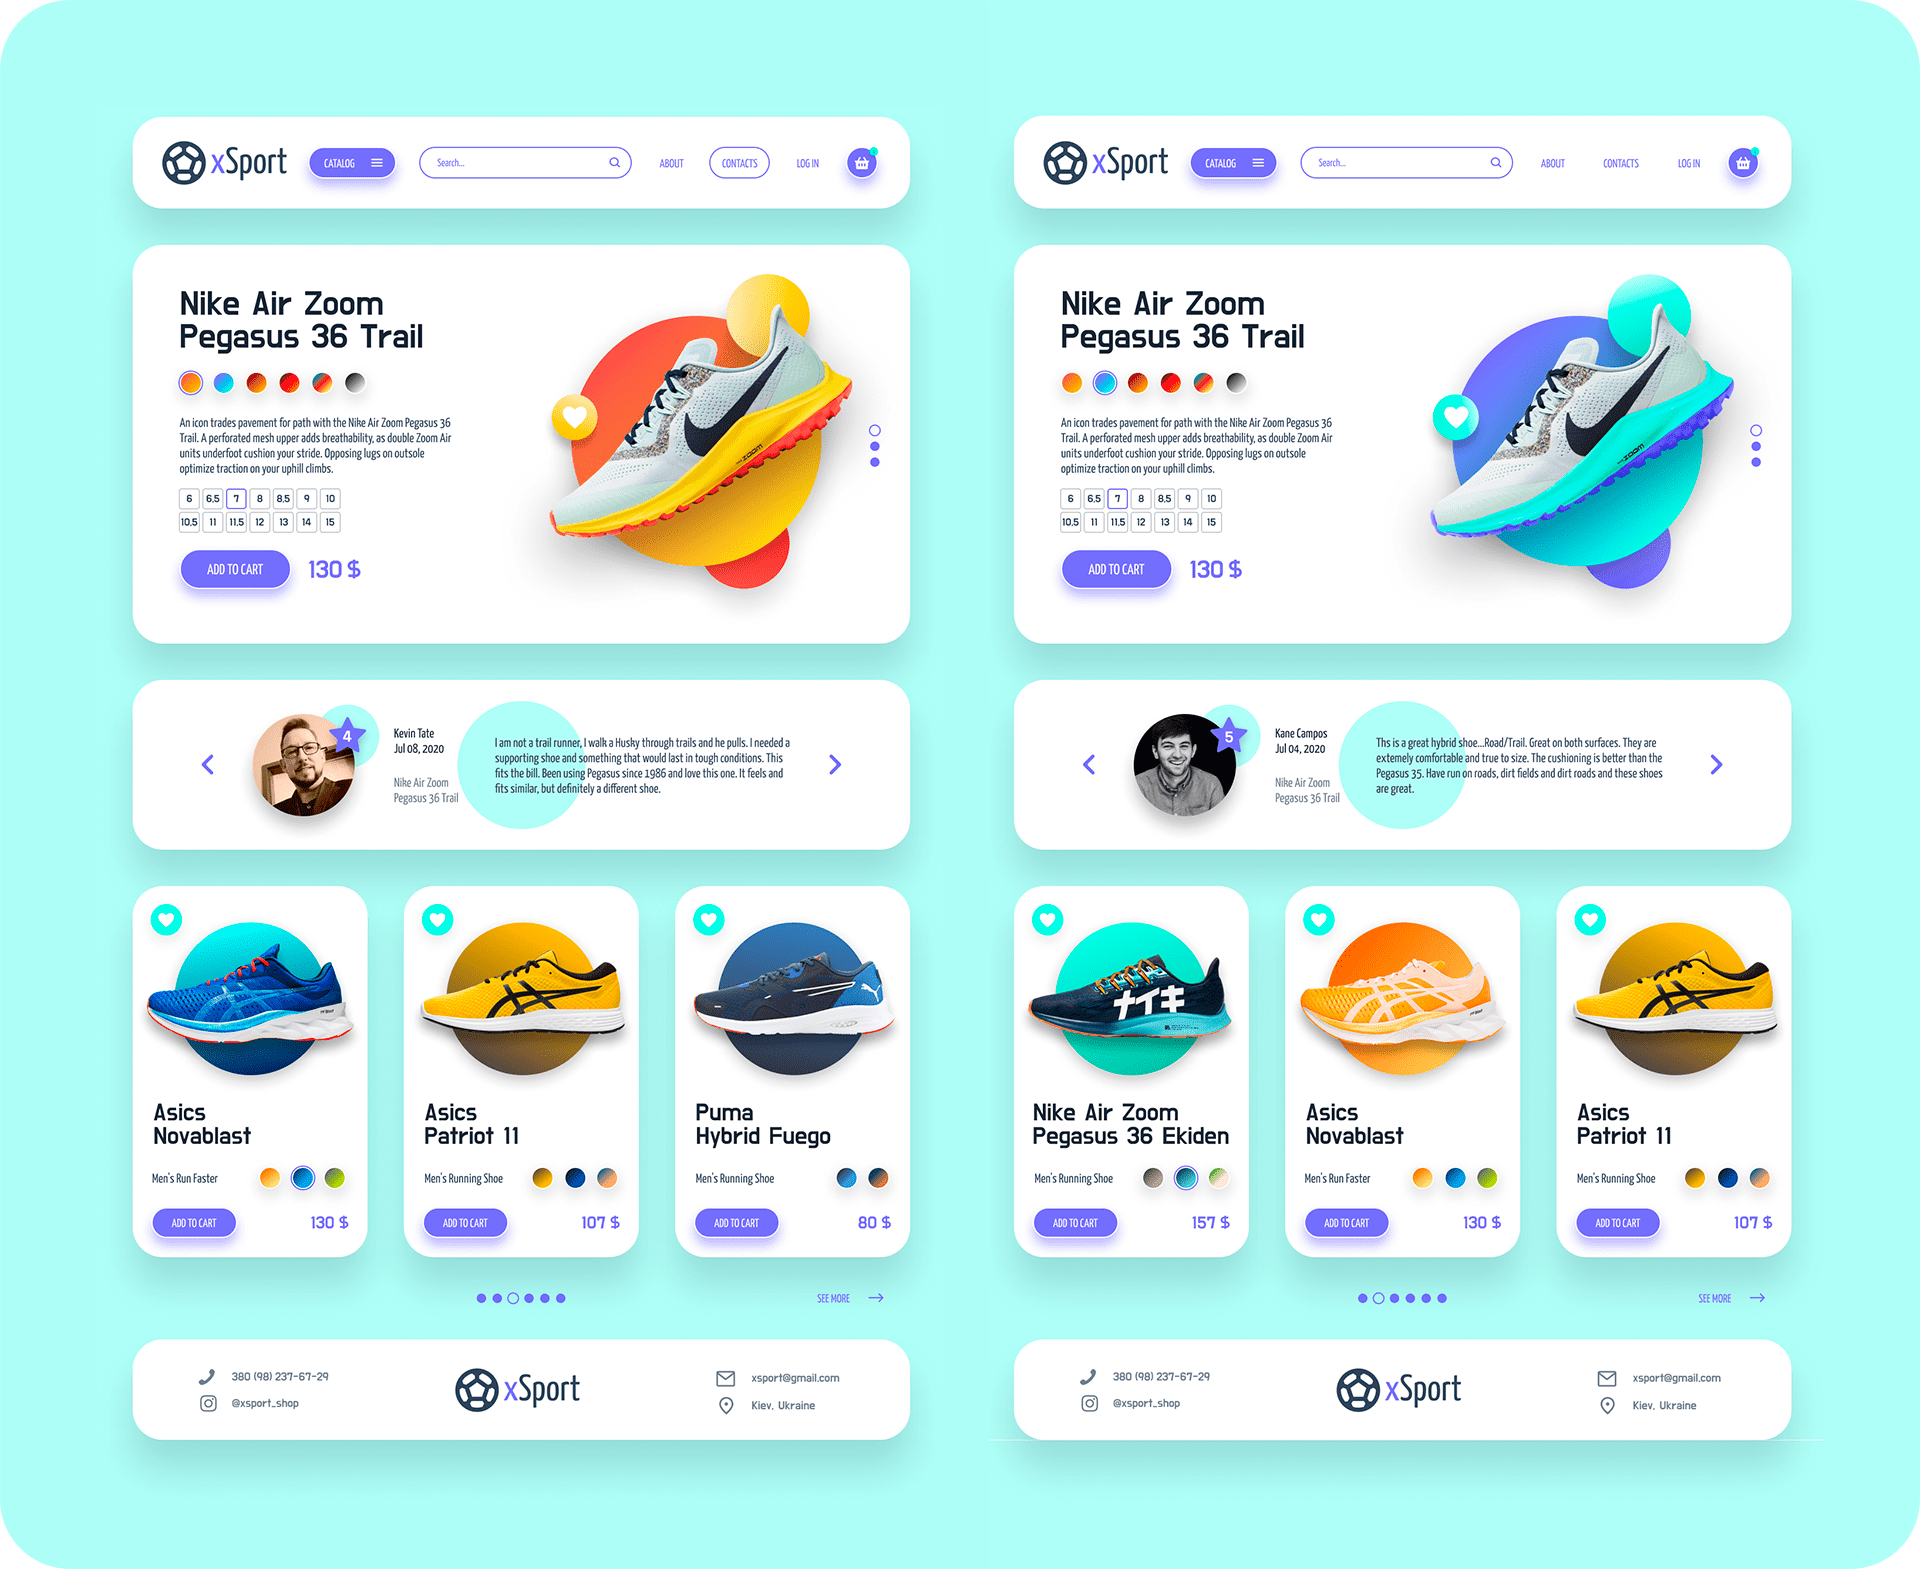 xSport
CATALOG
Search...
ABOUT
CONTACTS
LOG IN
Nike Air Zoom
Pegasus 36 Trail
An icon trades pavement for path with the Nike Air Zoom Pegasus 36
Trail. A perforated mesh upper adds breathability, as double Zoom Air
units underfoot cushion your stride. Opposing lugs on outsole
optimize traction on your uphill climbs.
6 6,5 7 8 8,5 9 10
10,5 11 11,5 12 13 14 15
ADD TO CART
130 $
ZOOM
4
Kevin Tate
Jul 08, 2020
Nike Air Zoom
Pegasus 36 Trail
I am not a trail runner, I walk a Husky through trails and he pulls. I needed a
supporting shoe and something that would last in tough conditions. This
fits the bill. Been using Pegasus since 1986 and love this one. It feels and
fits similar, but definitely a different shoe.
Asics
Novablast
Men's Run Faster
ADD TO CART
130 $
Asics
Patriot 11
Men's Running Shoe
ADD TO CART
107 $
Puma
Hybrid Fuego
Men's Running Shoe
ADD TO CART
80 $
SEE MORE
380 (98) 237-67-29
@xsport_shop
xSport
xsport@gmail.com
Kiev, Ukraine
xSport
CATALOG
Search...
ABOUT
CONTACTS
LOG IN
Nike Air Zoom
Pegasus 36 Trail
An icon trades pavement for path with the Nike Air Zoom Pegasus 36
Trail. A perforated mesh upper adds breathability, as double Zoom Air
units underfoot cushion your stride. Opposing lugs on outsole
optimize traction on your uphill climbs.
6 6,5 7 8 8,5 9 10
10,5 11 11,5 12 13 14 15
ADD TO CART
130 $
ZOOM
5
Kane Campos
Jul 04, 2020
Nike Air Zoom
Pegasus 36 Trail
Ths is a great hybrid shoe...Road/Trail. Great on both surfaces. They are
extemely comfortable and true to size. The cushioning is better than the
Pegasus 35. Have run on roads, dirt fields and dirt roads and these shoes
are great.
ナイキ
Nike Air Zoom
Pegasus 36 Ekiden
Men's Running Shoe
ADD TO CART
157 $
Asics
Novablast
Men's Run Faster
ADD TO CART
130 $
Asics
Patriot 11
Men's Running Shoe
ADD TO CART
107 $
SEE MORE
380 (98) 237-67-29
@xsport_shop
xSport
xsport@gmail.com
Kiev, Ukraine